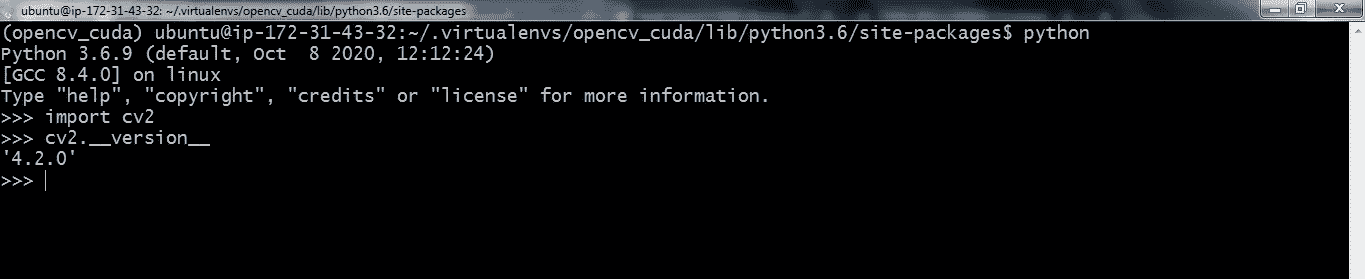 ubuntu@ip-172-31-43-32: ~/.virtualenvs/opencv_cuda/lib/python3.6/site-packages
(opencv_cuda) ubuntu@ip-172-31-43-32:~/.virtualenvs/opencv_cuda/lib/python3.6/site-packages$ python
Python 3.6.9 (default, Oct  8 2020, 12:12:24)
[GCC 8.4.0] on linux
Type "help", "copyright", "credits" or "license" for more information.
>>> import cv2
>>> cv2.__version__
'4.2.0'
>>>